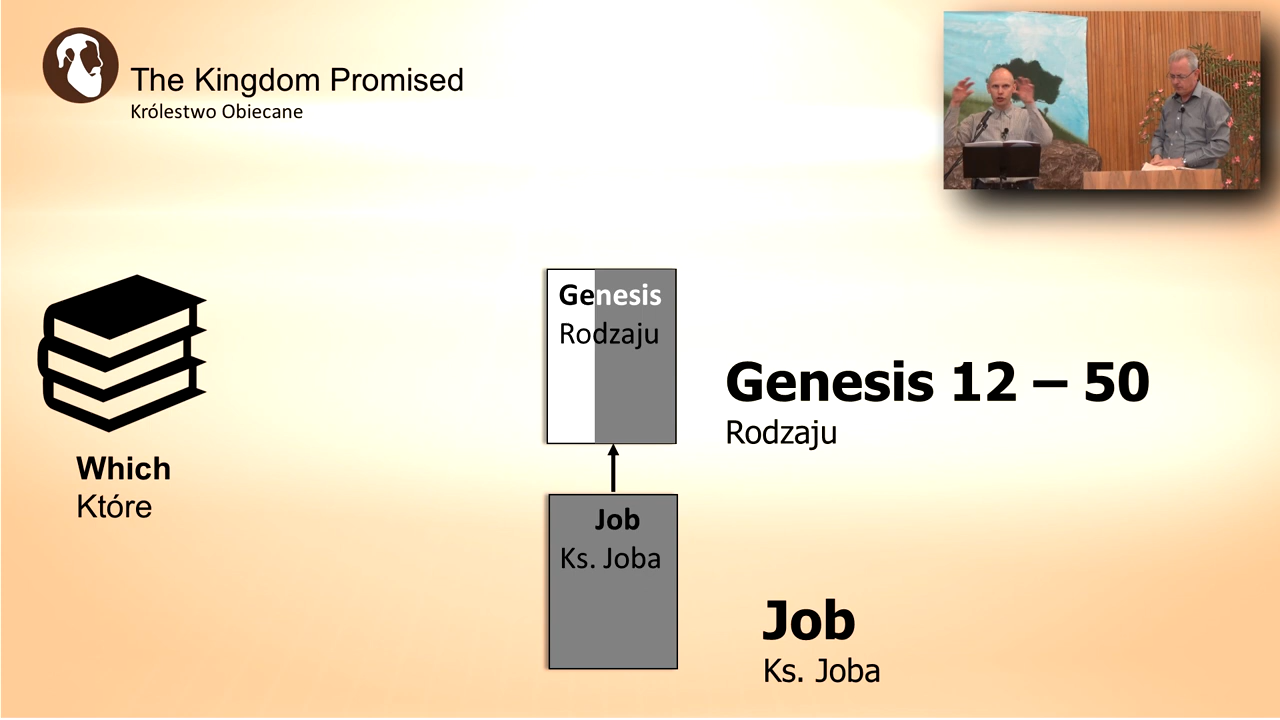 The Kingdom Promised
Królestwo Obiecane
Which
Które
Genesis
Rodzaju
Genesis 12 – 50
Rodzaju
Job
Ks. Joba
Job
Ks. Joba